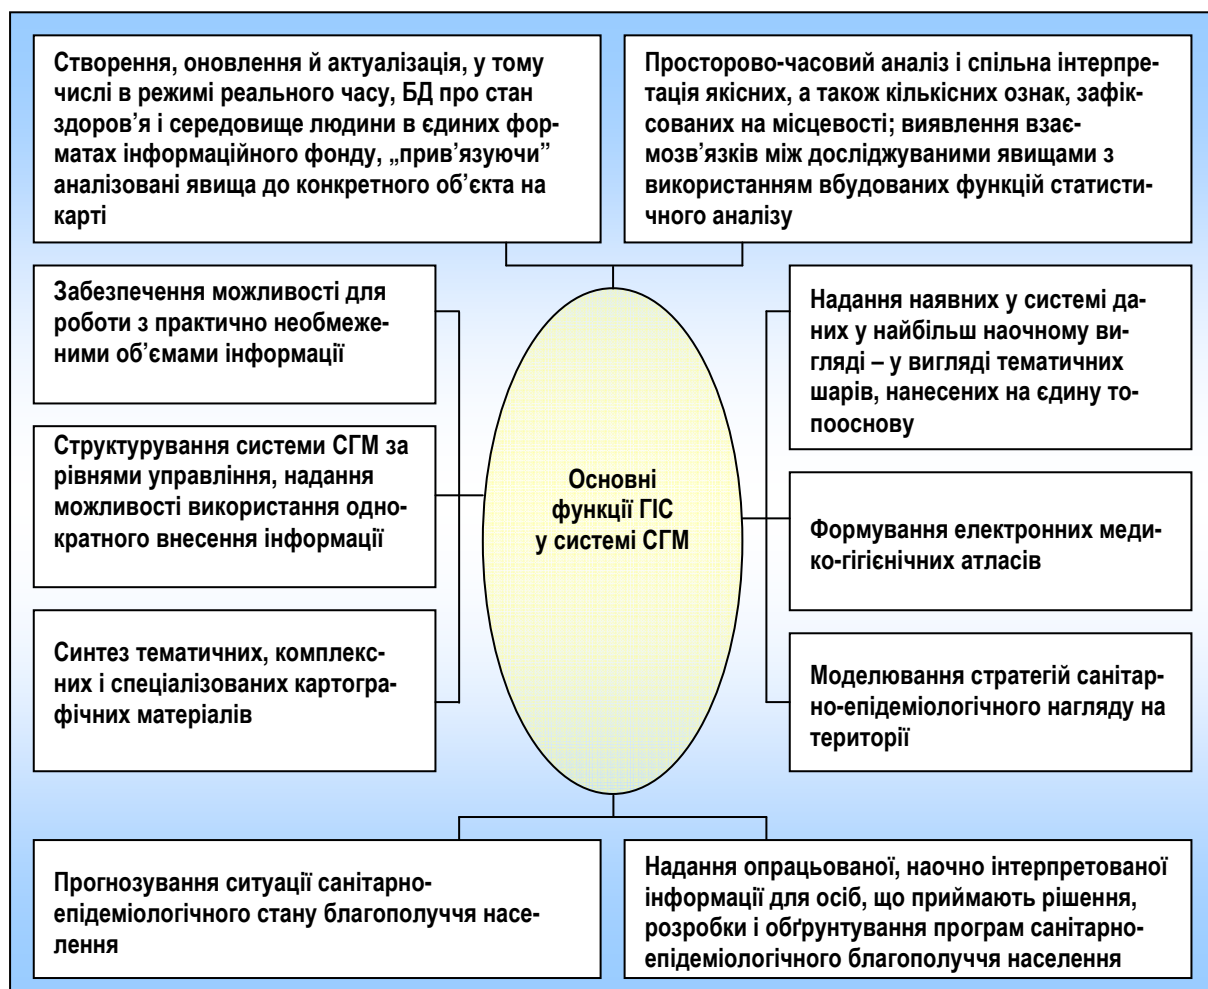 Створення, оновлення й актуалізація, у тому
числі в режимі реального часу, БД про стан
здоров’я і середовище людини в єдиних фор-
матах інформаційного фонду, „прив’язуючи”
аналізовані явища до конкретного об’єкта на
карті
Просторово-часовий аналіз і спільна інтерпре-
тація якісних, а також кількісних ознак, зафік-
сованих на місцевості; виявлення взає-
мозв’язків між досліджуваними явищами з
використанням вбудованих функцій статисти-
чного аналізу
Забезпечення можливості для
роботи з практично необмеже-
ними об’ємами інформації
Структурування системи СГМ за
рівнями управління, надання
можливості використання одно-
кратного внесення інформації
Синтез тематичних, комплекс-
них і спеціалізованих картогра-
фічних матеріалів
Основні
функції ГІС
у системі СГМ
Надання наявних у системі да-
них у найбільш наочному ви-
гляді – у вигляді тематичних
шарів, нанесених на єдину то-
пооснову
Формування електронних меди-
ко-гігієнічних атласів
Моделювання стратегій санітар-
но-епідеміологічного нагляду на
території
Прогнозування ситуації санітарно-
епідеміологічного стану благополуччя насе-
лення
Надання опрацьованої, наочно інтерпретованої
інформації для осіб, що приймають рішення,
розробки і обґрунтування програм санітарно-
епідеміологічного благополуччя населення